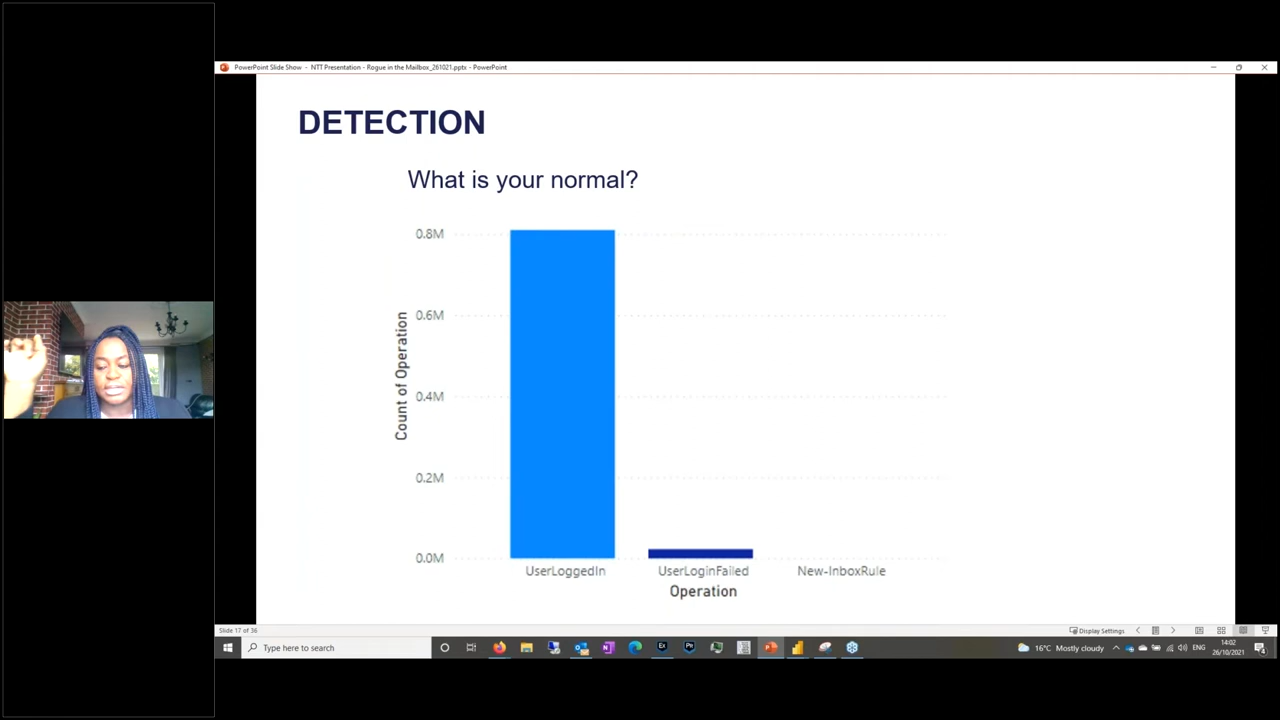 PowerPoint Slide Show - NTT Presentation - Rogue in the Mailbox_261021.pptx - PowerPoint
DETECTION
What is your normal?
Count of Operation
0.8M
0.6M
0.4M
0.2M
0.0M
UserLoggedIn
UserLoginFailed
New-InboxRule
Operation
Slide 17 of 36
Display Settings
Type here to search
Ex
Pr
16°C Mostly cloudy
ENG
14:02
26/10/2021